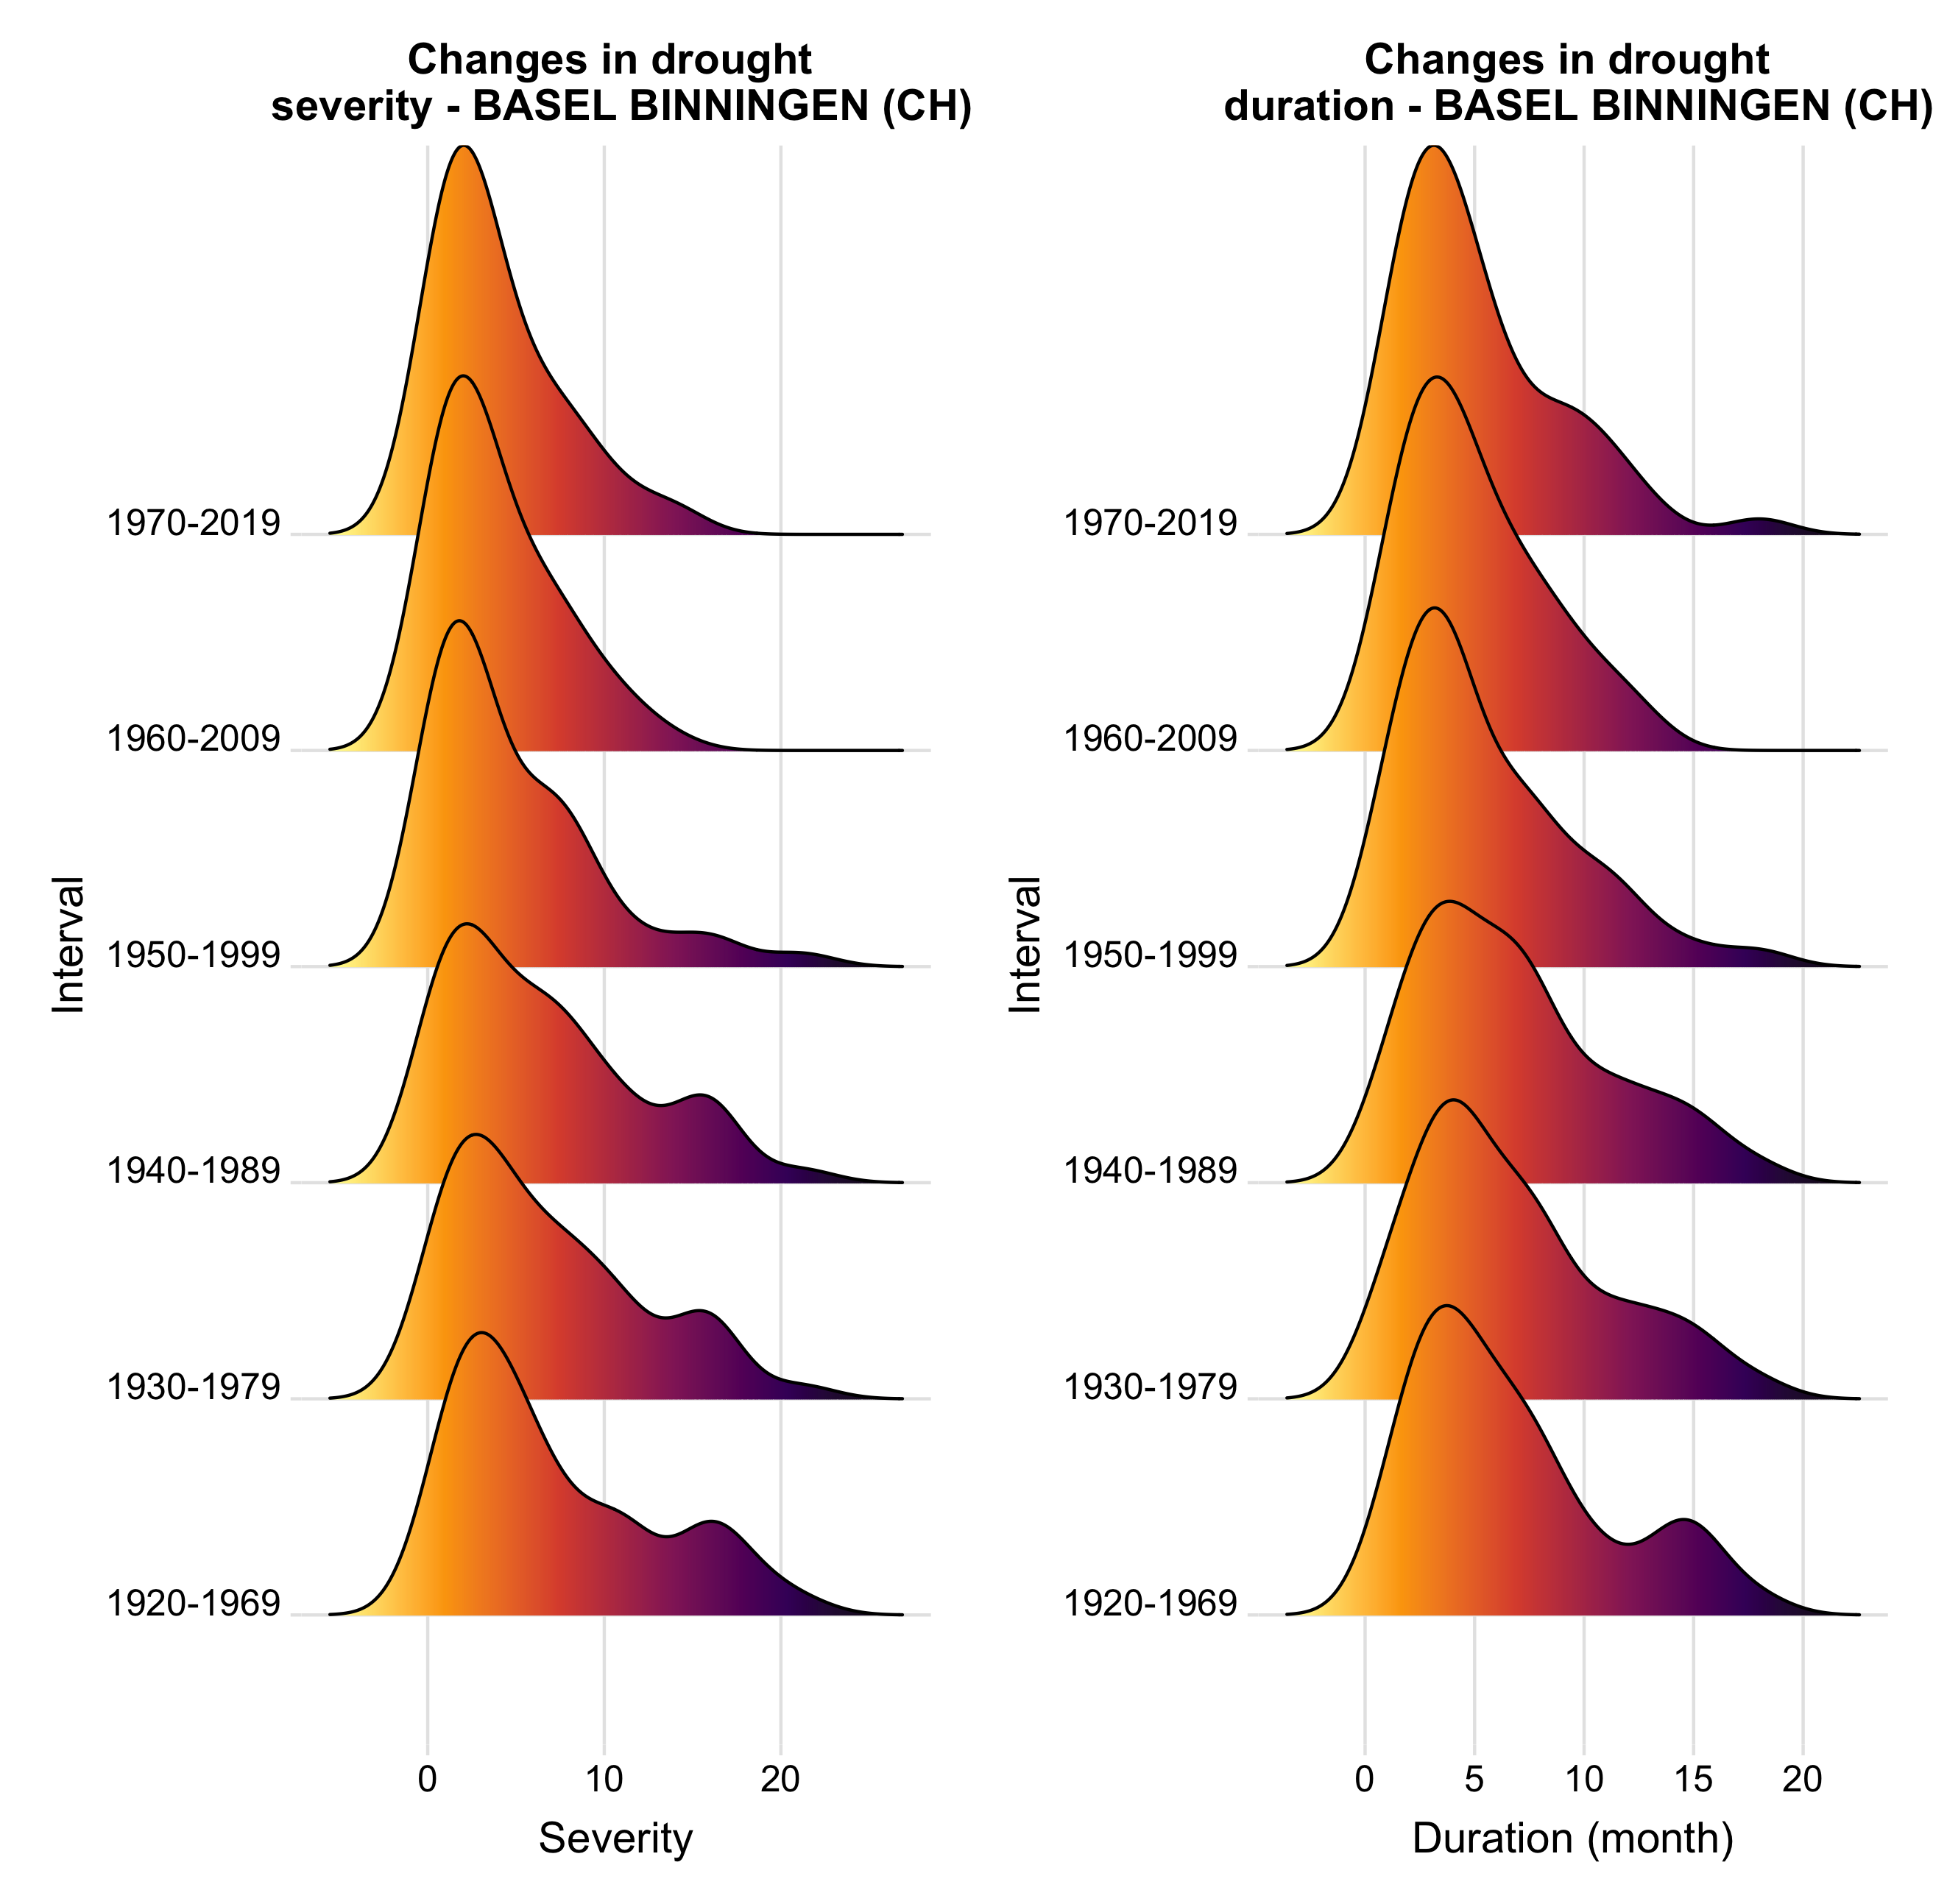 Changes in drought
severity - BASEL BINNINGEN (CH)
Interval
1970-2019
1960-2009
1950-1999
1940-1989
1930-1979
1920-1969
0 10 20
Severity
Changes in drought
duration - BASEL BINNINGEN (CH)
Interval
1970-2019
1960-2009
1950-1999
1940-1989
1930-1979
1920-1969
0 5 10 15 20
Duration (month)